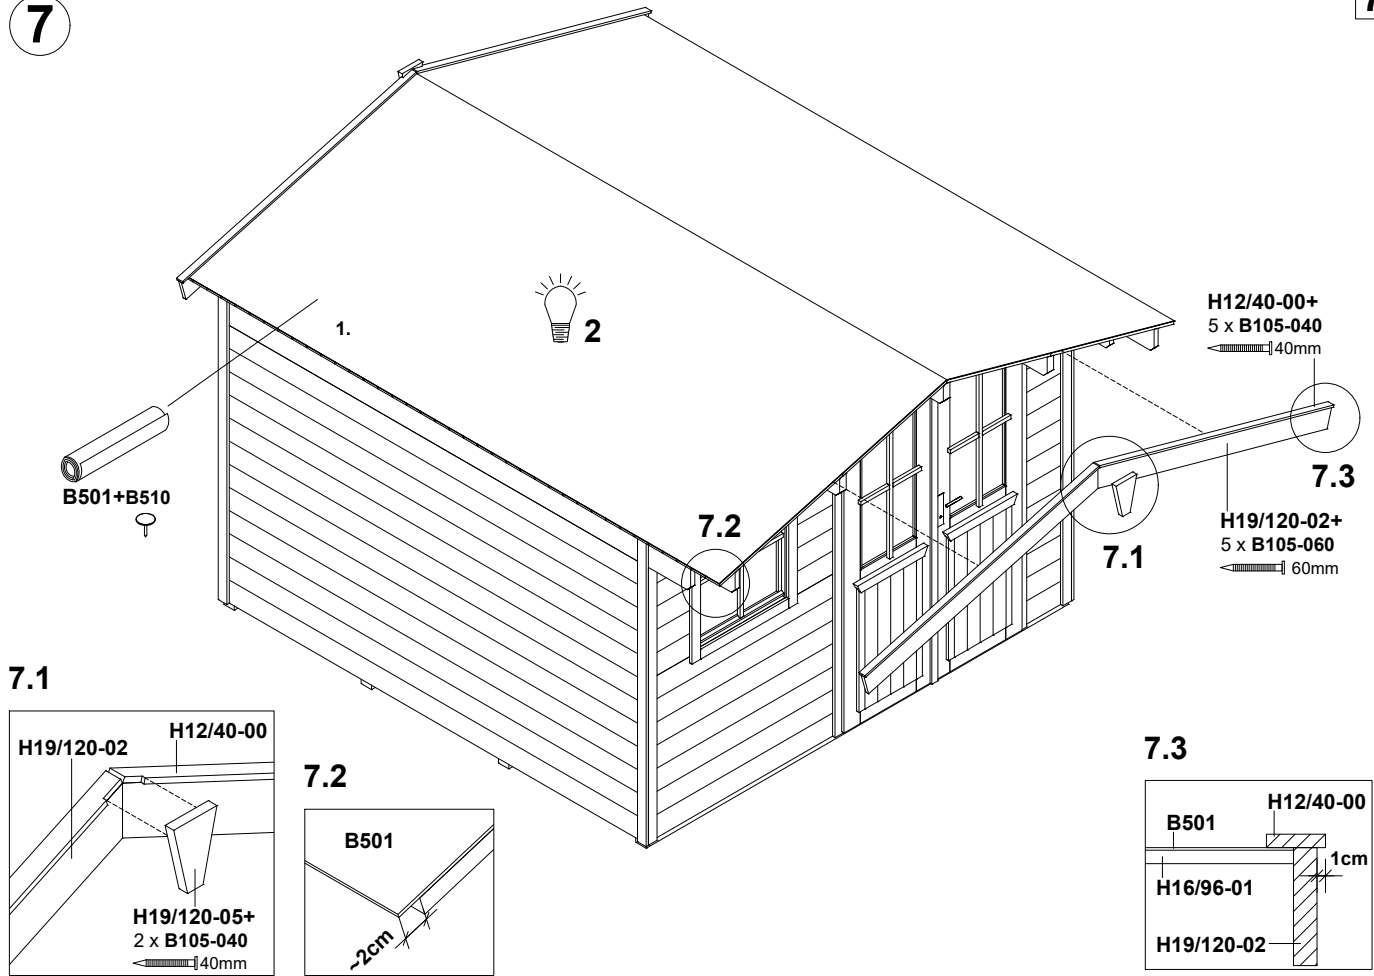 7
1.
2
B501+B510
7.2
H12/40-00+
5 x B105-040
40mm
7.3
7.1
H19/120-02+
5 x B105-060
60mm
7.1
H19/120-02
H12/40-00
H19/120-05+
2 x B105-040
40mm
7.2
B501
~2cm
7.3
H12/40-00
B501
1cm
H16/96-01
H19/120-02